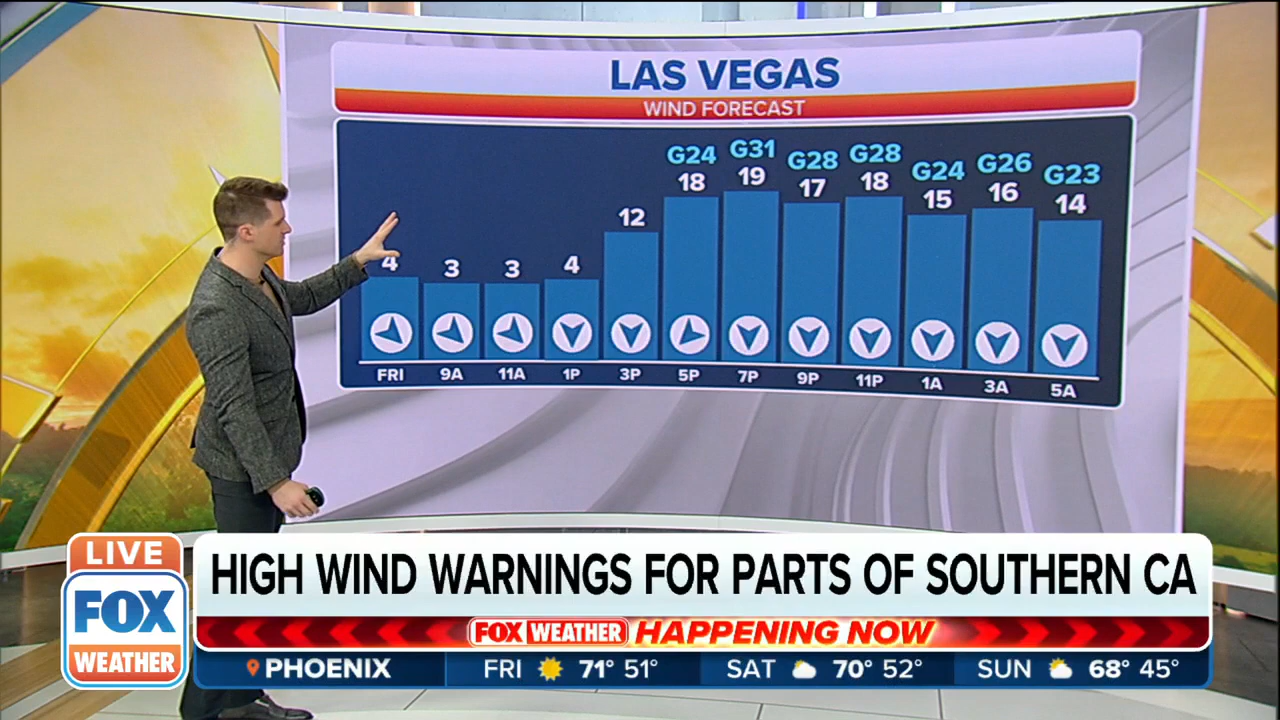 LAS VEGAS
WIND FORECAST
G24 G31 G28 G28 G24 G26 G23
4 3 3 4 12 18 19 17 18 15 16 14
FRI 9A 11A 1P 3P 5P 7P 9P 11P 1A 3A 5A
LIVE
FOX
WEATHER
HIGH WIND WARNINGS FOR PARTS OF SOUTHERN CA
FOX WEATHER HAPPENING NOW
PHOENIX FRI 71° 51° SAT 70° 52° SUN 68° 45°